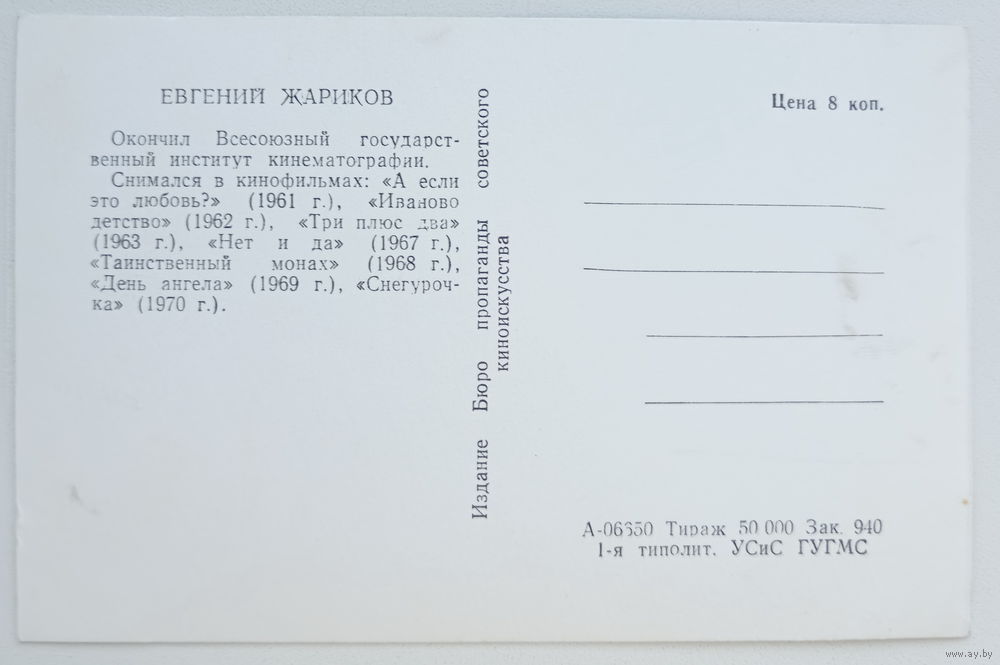 ЕВГЕНИЙ ЖАРИКОВ
Окончил Всесоюзный государст-
венный институт кинематографии.
Снимался в кинофильмах: «А если
это любовь?» (1961 г.), «Иваново
детство» (1962 г.), «Три плюс два»
(1963 г.), «Нет и да» (1967 г.),
«Таинственный монах» (1968 г.),
«День ангела» (1969 г.), «Снегуроч-
ка» (1970 г.).
Издание Бюро пропаганды советского
киноискусства
Цена 8 коп.
А-06350 Тираж 50 000 Зак. 940
1-я типолит. УСиС ГУГМС
www.ay.by